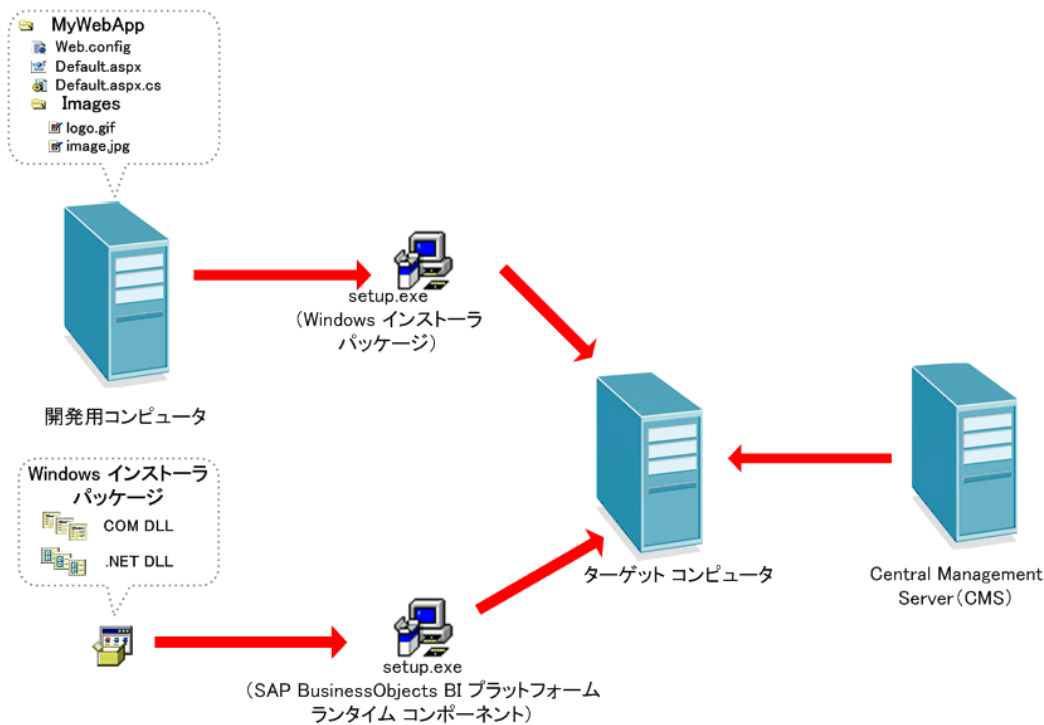 MyWebApp
Web.config
Default.aspx
Default.aspx.cs
Images
logo.gif
image.jpg
setup.exe
(Windows インストーラ
パッケージ)
開発用コンピュータ
Windows インストーラ
パッケージ
COM DLL
.NET DLL
ターゲット コンピュータ
Central Management
Server(CMS)
setup.exe
(SAP BusinessObjects BI プラットフォーム
ランタイム コンポーネント)